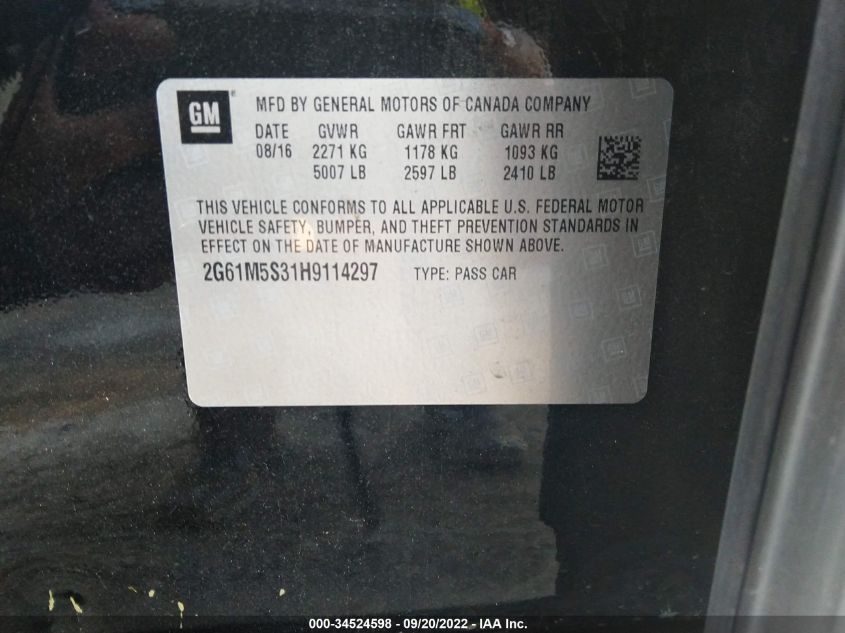 GM
MFD BY GENERAL MOTORS OF CANADA COMPANY
DATE GVWR GAWR FRT GAWR RR
08/16 2271 KG 1178 KG 1093 KG
5007 LB 2597 LB 2410 LB
THIS VEHICLE CONFORMS TO ALL APPLICABLE U.S. FEDERAL MOTOR
VEHICLE SAFETY, BUMPER, AND THEFT PREVENTION STANDARDS IN
EFFECT ON THE DATE OF MANUFACTURE SHOWN ABOVE.
2G61M5S31H9114297 TYPE: PASS CAR
000-34524598 - 09/20/2022 - IAA Inc.